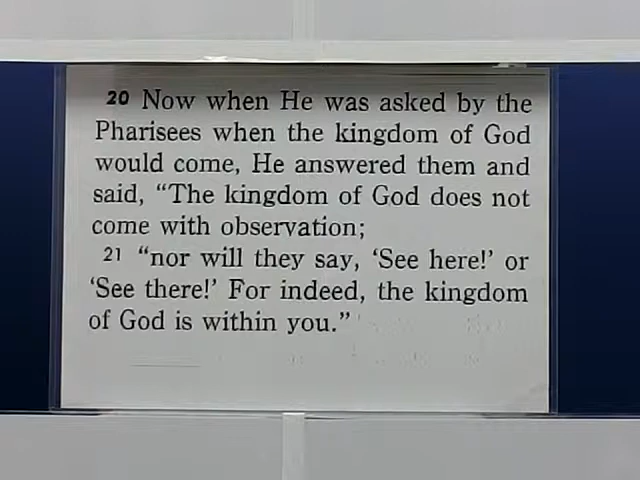 20 Now when He was asked by the
Pharisees when the kingdom of God
would come, He answered them and
said, “The kingdom of God does not
come with observation;
21 “nor will they say, ‘See here!’ or
‘See there!’ For indeed, the kingdom
of God is within you.”